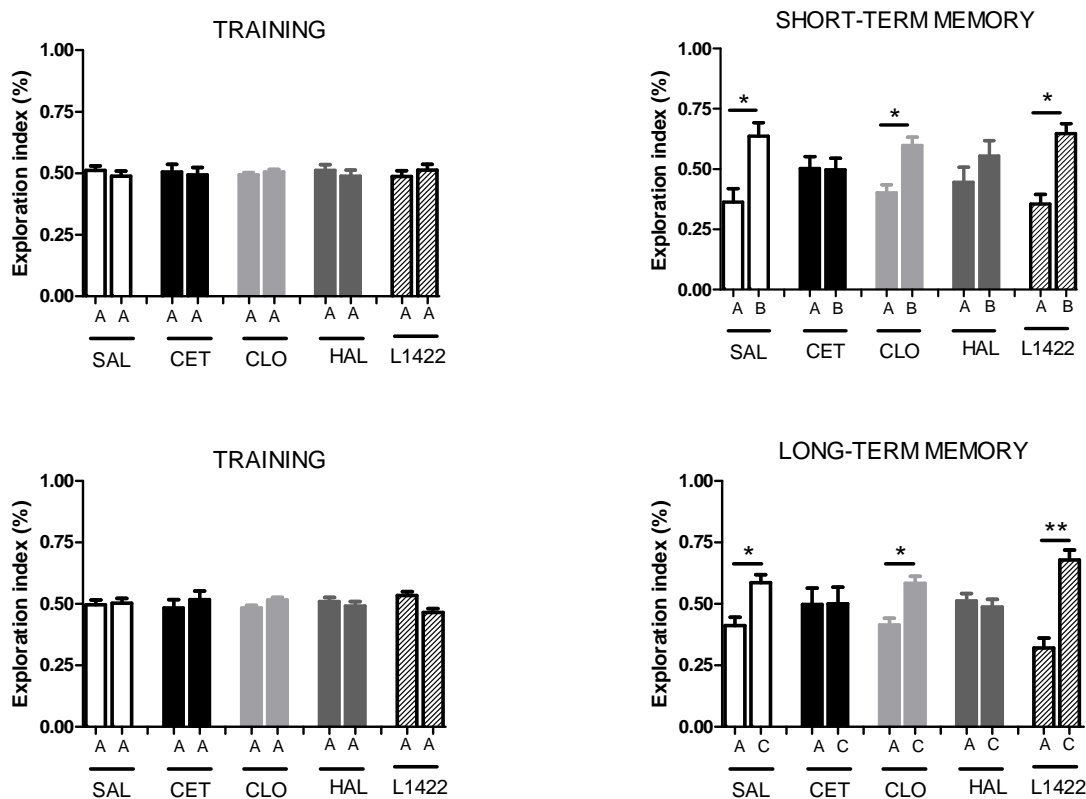 TRAINING
Exploration index (%)
1.00
0.75
0.50
0.25
0.00
A A A A A A A A A A
SAL CET CLO HAL L1422
SHORT-TERM MEMORY
Exploration index (%)
1.00
0.75
0.50
0.25
0.00
* * *
A B A B A B A B A B
SAL CET CLO HAL L1422
TRAINING
Exploration index (%)
1.00
0.75
0.50
0.25
0.00
A A A A A A A A A A
SAL CET CLO HAL L1422
LONG-TERM MEMORY
Exploration index (%)
1.00
0.75
0.50
0.25
0.00
* * **
A C A C A C A C A C
SAL CET CLO HAL L1422